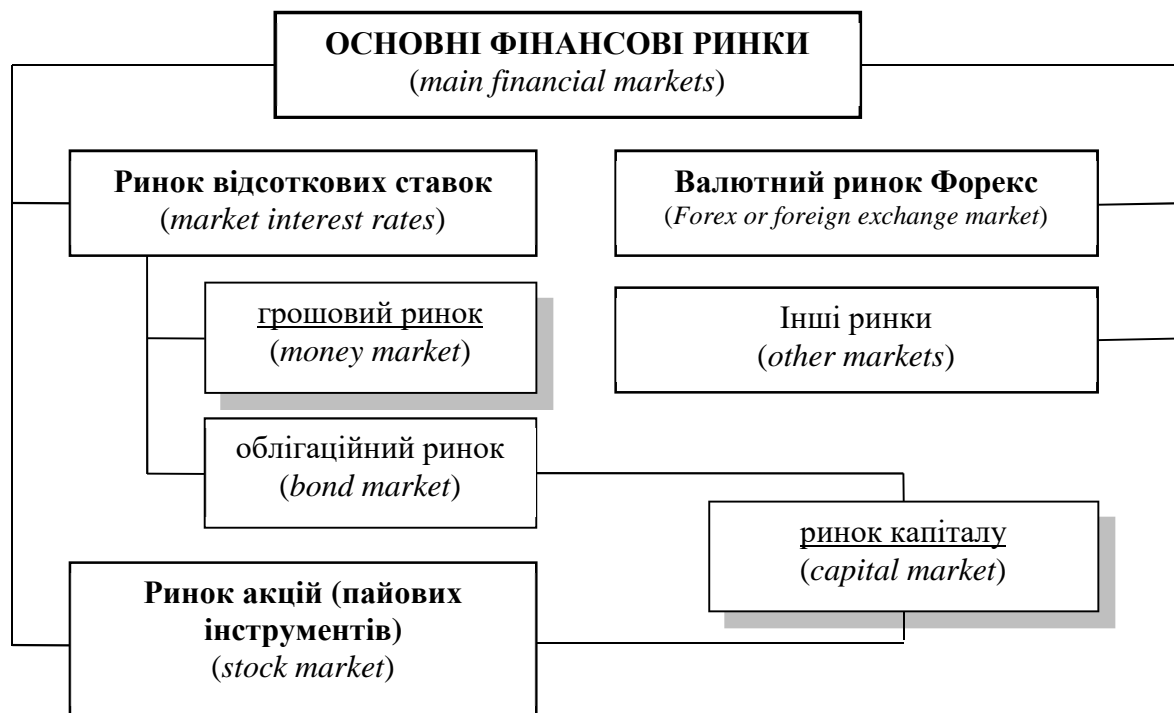 ОСНОВНІ ФІНАНСОВІ РИНКИ
(main financial markets)
Ринок відсоткових ставок
(market interest rates)
Валютний ринок Форекс
(Forex or foreign exchange market)
грошовий ринок
(money market)
Інші ринки
(other markets)
облігаційний ринок
(bond market)
ринок капіталу
(capital market)
Ринок акцій (пайових
інструментів)
(stock market)